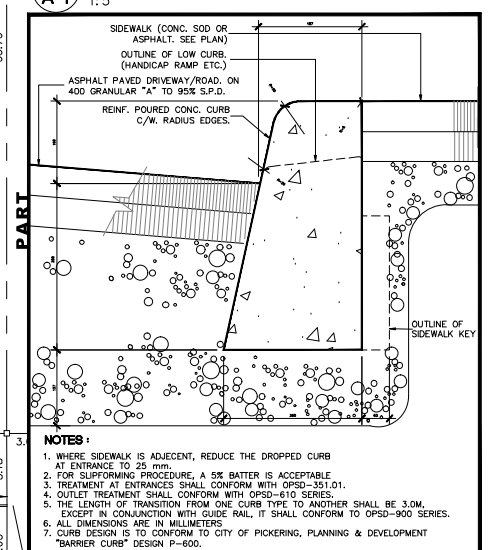 A-1
1:5
SIDEWALK (CONC. SOD OR
ASPHALT. SEE PLAN)
OUTLINE OF LOW CURB.
(HANDICAP RAMP ETC.)
ASPHALT PAVED DRIVEWAY/ROAD. ON
400 GRANULAR "A" TO 95% S.P.D.
REINF. POURED CONC. CURB
C/W. RADIUS EDGES.
PART
OUTLINE OF
SIDEWALK KEY
NOTES :
1. WHERE SIDEWALK IS ADJECENT, REDUCE THE DROPPED CURB
AT ENTRANCE TO 25 mm.
2. FOR SLIPFORMING PROCEDURE, A 5% BATTER IS ACCEPTABLE
3. TREATMENT AT ENTRANCES SHALL CONFORM WITH OPSD-351.01.
4. OUTLET TREATMENT SHALL CONFORM WITH OPSD-610 SERIES.
5. THE LENGTH OF TRANSITION FROM ONE CURB TYPE TO ANOTHER SHALL BE 3.0M,
EXCEPT IN CONJUNCTION WITH GUIDE RAIL, IT SHALL CONFORM TO OPSD-900 SERIES.
6. ALL DIMENSIONS ARE IN MILLIMETERS
7. CURB DESIGN IS TO CONFORM TO CITY OF PICKERING, PLANNING & DEVELOPMENT
"BARRIER CURB" DESIGN P-600.